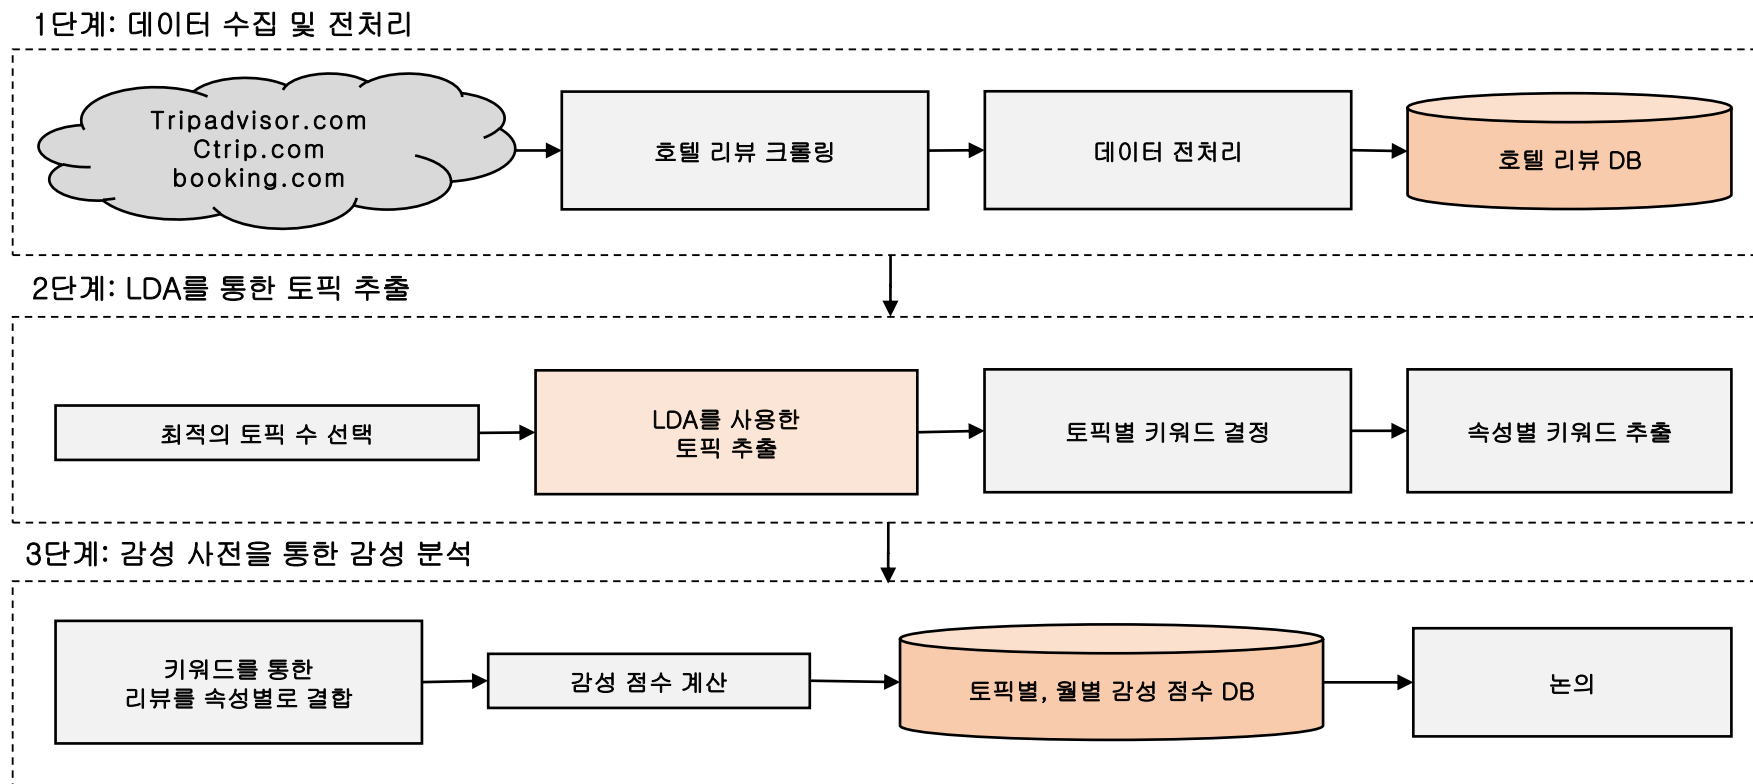 1단계: 데이터 수집 및 전처리
Tripadvisor.com
Ctrip.com
booking.com
호텔 리뷰 크롤링
데이터 전처리
호텔 리뷰 DB
2단계: LDA를 통한 토픽 추출
최적의 토픽 수 선택
LDA를 사용한
토픽 추출
토픽별 키워드 결정
속성별 키워드 추출
3단계: 감성 사전을 통한 감성 분석
키워드를 통한
리뷰를 속성별로 결합
감성 점수 계산
토픽별, 월별 감성 점수 DB
논의